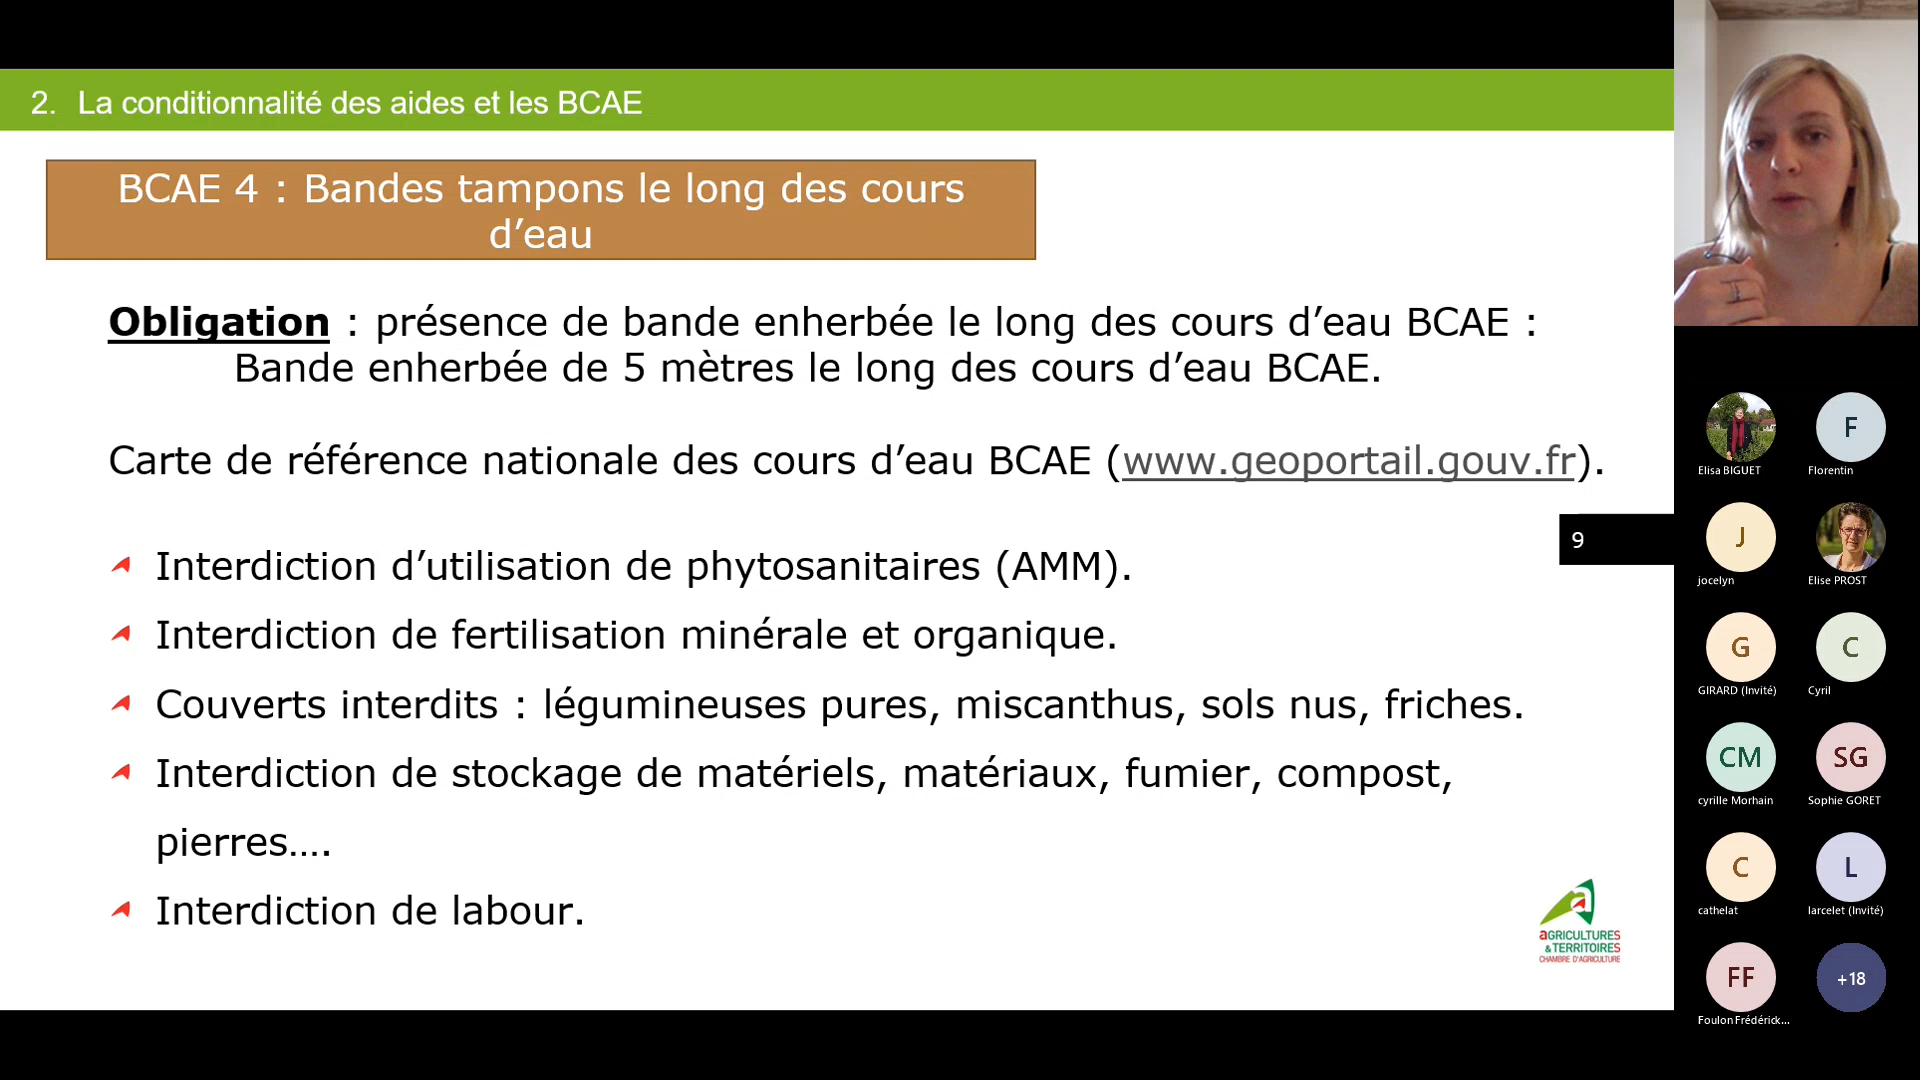 2. La conditionnalité des aides et les BCAE
BCAE 4 : Bandes tampons le long des cours
d’eau
Obligation : présence de bande enherbée le long des cours d’eau BCAE :
Bande enherbée de 5 mètres le long des cours d’eau BCAE.
Carte de référence nationale des cours d’eau BCAE (www.geoportail.gouv.fr).
9
Interdiction d’utilisation de phytosanitaires (AMM).
Interdiction de fertilisation minérale et organique.
Couverts interdits : légumineuses pures, miscanthus, sols nus, friches.
Interdiction de stockage de matériels, matériaux, fumier, compost,
pierres….
Interdiction de labour.
a
aGRICULTURES
& TERRITOIRES
CHAMBRE D’AGRICULTURE
Elisa BIGUET
F
Florentin
J
jocelyn
Elise PROST
G
GIRARD (Invité)
C
Cyril
CM
cyrille Morhain
SG
Sophie GORET
C
cathelat
L
larcelet (Invité)
FF
Foulon Frédérick...
+18